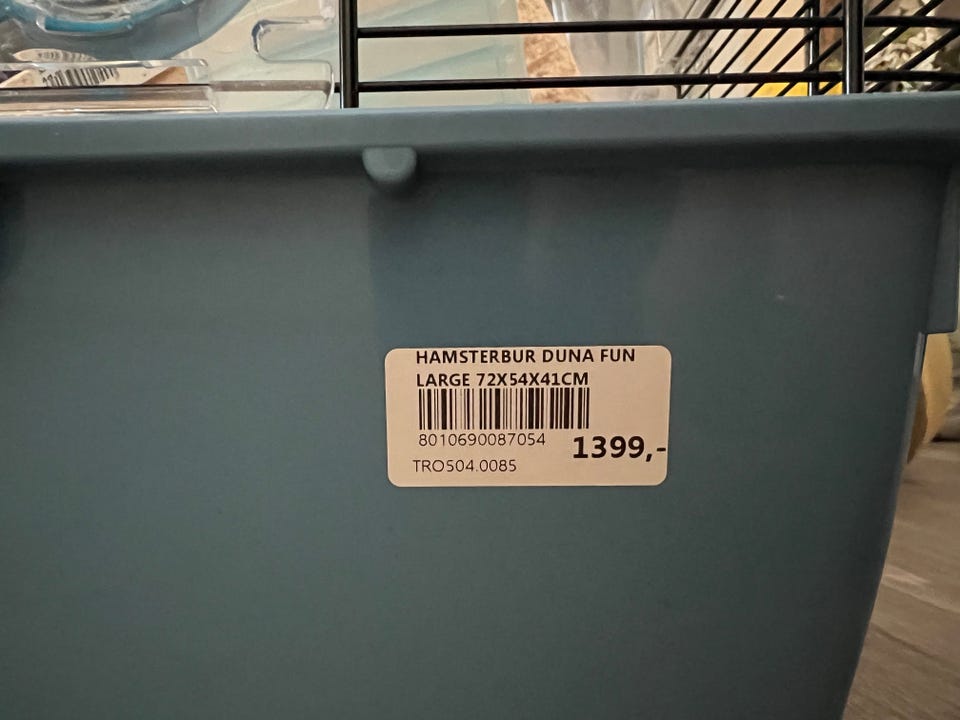 HAMSTERBUR DUNA FUN
LARGE 72X54X41CM
8010690087054
1399,-
TRO504.0085